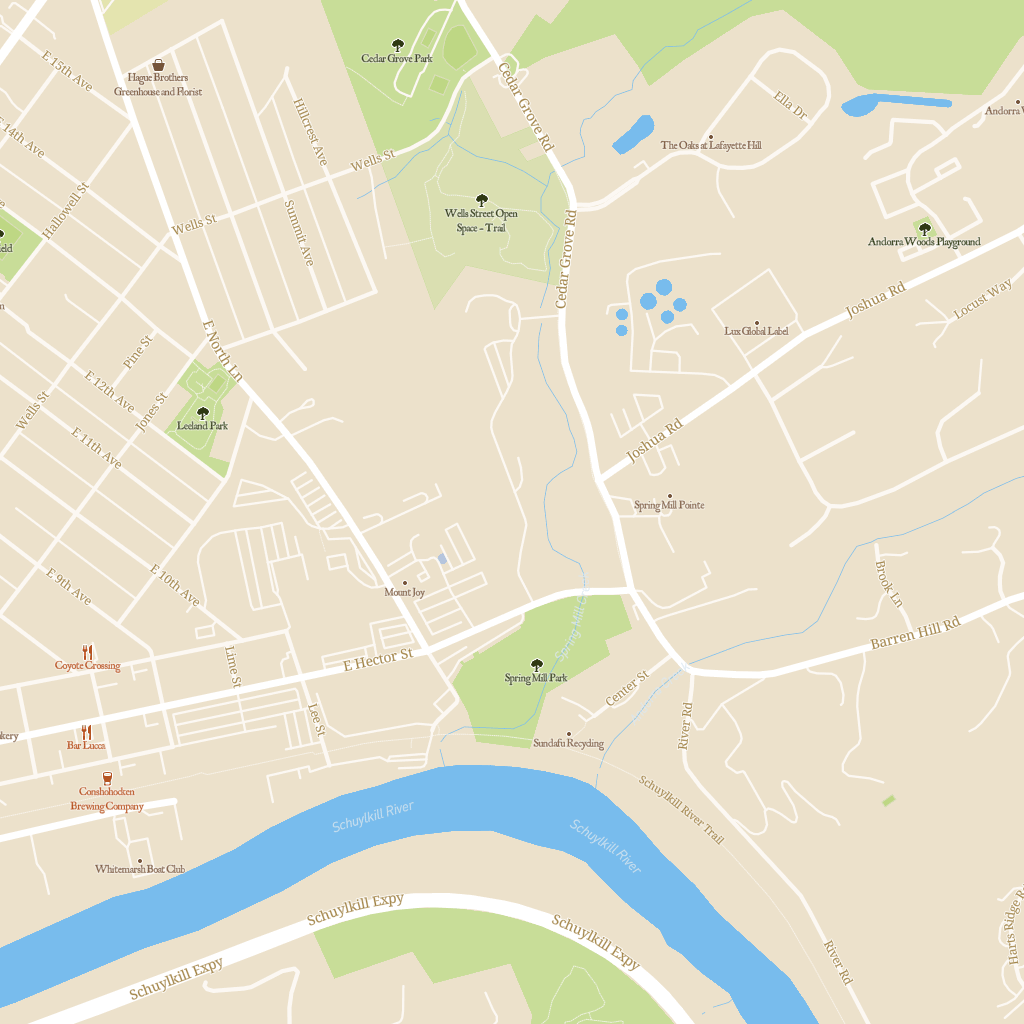 Cedar Grove Park
E 15th Ave
Hague Brothers
Greenhouse and Florist
Cedar Grove Rd
Ella Dr
Andorra W
Hillcrest Ave
E 14th Ave
The Oaks at Lafayette Hill
Wells St
Hallowell St
Wells St
Summit Ave
Wells Street Open
Space - Trail
Andorra Woods Playground
Cedar Grove Rd
Joshua Rd
Locust Way
Lux Global Label
E North Ln
Pine St
E 12th Ave
Wells St
Jones St
Leeland Park
E 11th Ave
Joshua Rd
Spring Mill Pointe
E 9th Ave
E 10th Ave
Mount Joy
Brook Ln
Barren Hill Rd
Coyote Crossing
Lime St
E Hector St
Spring Mill Park
Center St
Lee St
River Rd
Bar Lucca
Sundafu Recycling
Conshohocken
Brewing Company
Schuylkill River
Schuylkill River
Schuylkill River Trail
Whitemarsh Boat Club
Schuylkill Expy
Schuylkill Expy
Schuylkill Expy
River Rd
Harts Ridge R